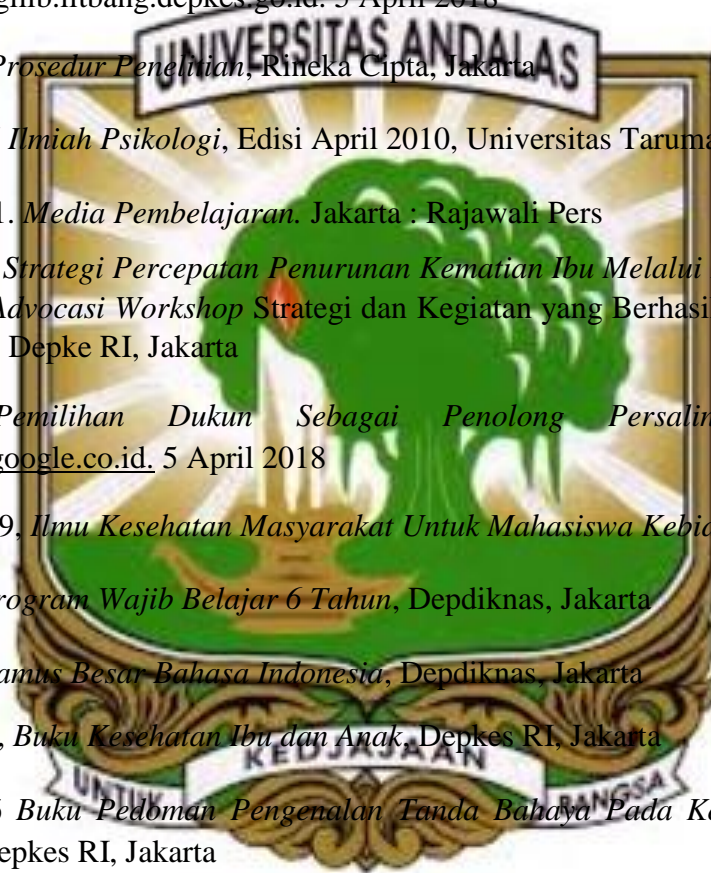 gilib.litbang.depkes.go.id. 5 April 2018
UNIVERSITAS ANDALAS
Prosedur Penelitian, Rineka Cipta, Jakarta
Ilmiah Psikologi, Edisi April 2010, Universitas Taruma
1. Media Pembelajaran. Jakarta : Rajawali Pers
Strategi Percepatan Penurunan Kematian Ibu Melalui
Advocasi Workshop Strategi dan Kegiatan yang Berhasil
Depke RI, Jakarta
Pemilihan Dukun Sebagai Penolong Persalin
google.co.id. 5 April 2018
9, Ilmu Kesehatan Masyarakat Untuk Mahasiswa Kebid
Program Wajib Belajar 6 Tahun, Depdiknas, Jakarta
amus Besar Bahasa Indonesia, Depdiknas, Jakarta
, Buku Kesehatan Ibu dan Anak, Depkes RI, Jakarta
UNTUK KEDJAJAAN BANGSA
6 Buku Pedoman Pengenalan Tanda Bahaya Pada Ke
epkes RI, Jakarta